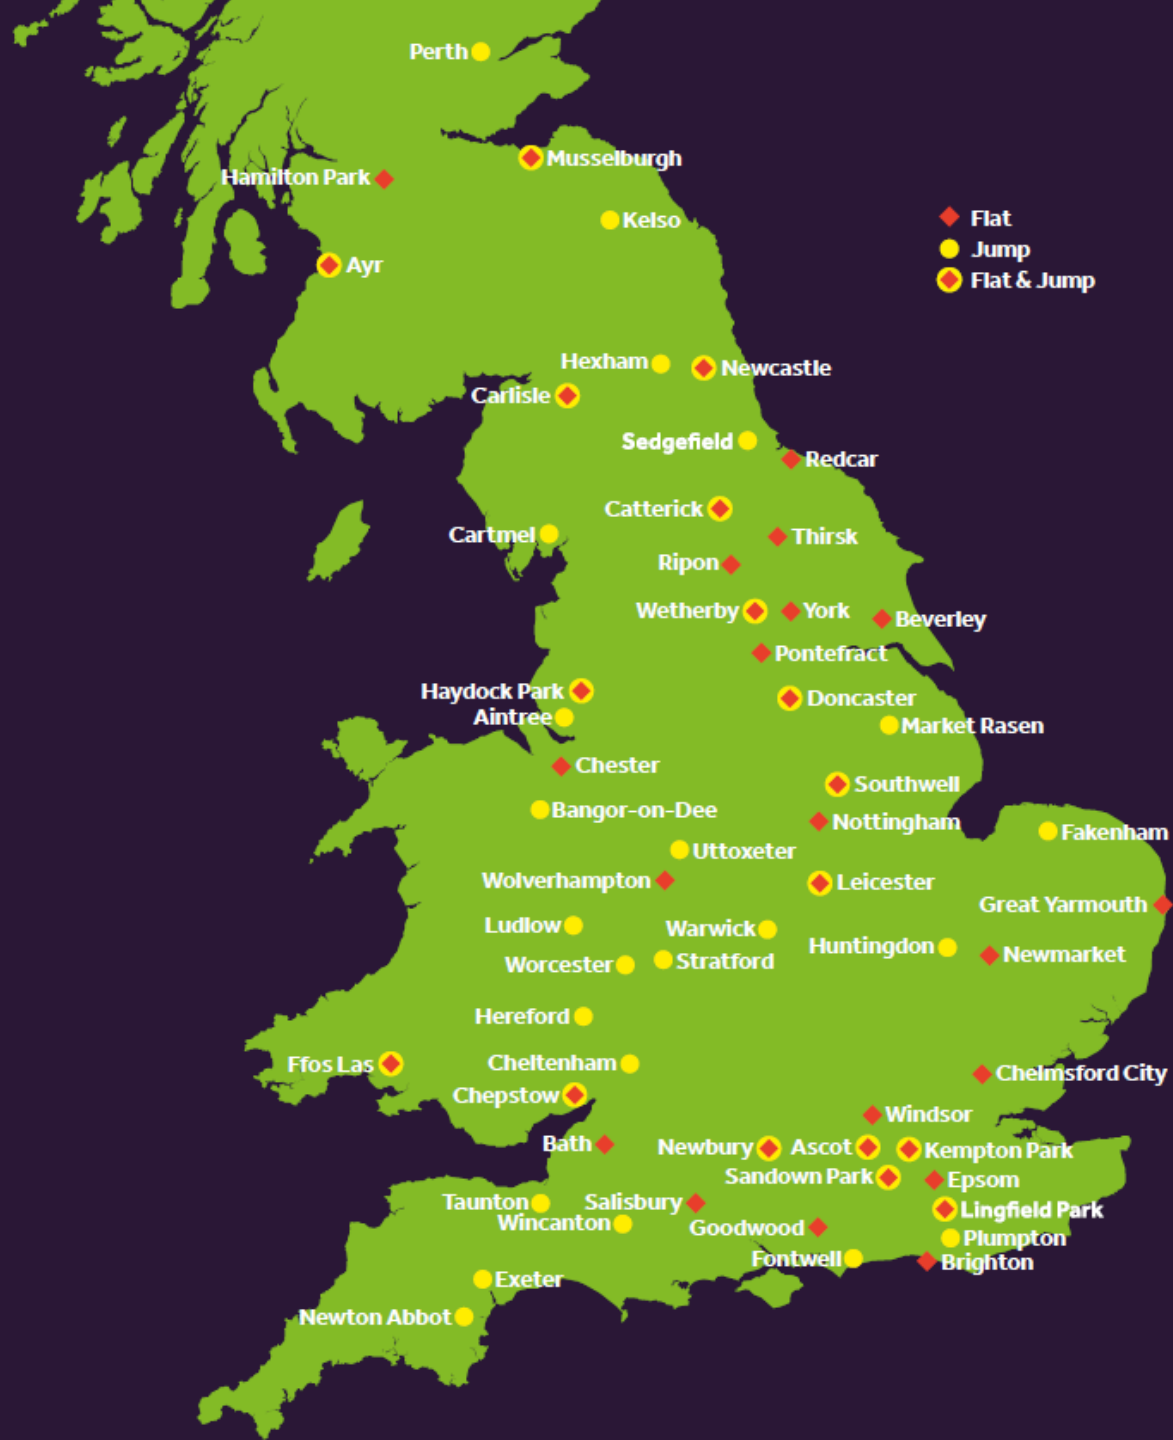 Perth
Musselburgh
Hamilton Park
Kelso
Flat
Jump
Ayr
Flat & Jump
Hexham
Newcastle
Carlisle
Sedgefield
Redcar
Catterick
Cartmel
Thirsk
Ripon
Wetherby
York
Beverley
Pontefract
Haydock Park
Doncaster
Aintree
Market Rasen
Chester
Southwell
Bangor-on-Dee
Nottingham
Fakenham
Uttoxeter
Wolverhampton
Leicester
Great Yarmouth
Ludlow
Warwick
Huntingdon
Newmarket
Worcester
Stratford
Hereford
Ffos Las
Cheltenham
Chelmsford City
Chepstow
Windsor
Bath
Newbury
Ascot
Kempton Park
Sandown Park
Epsom
Taunton
Salisbury
Lingfield Park
Wincanton
Goodwood
Plumpton
Fontwell
Brighton
Exeter
Newton Abbot